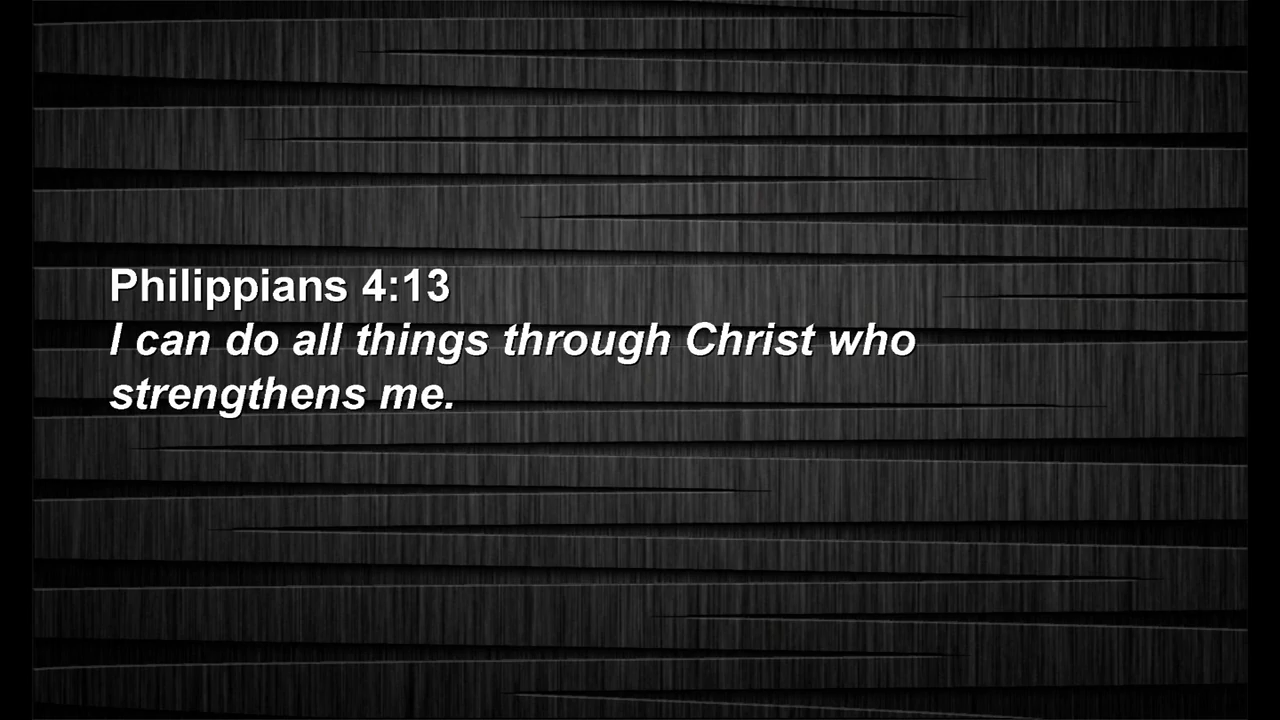 Philippians 4:13
I can do all things through Christ who
strengthens me.